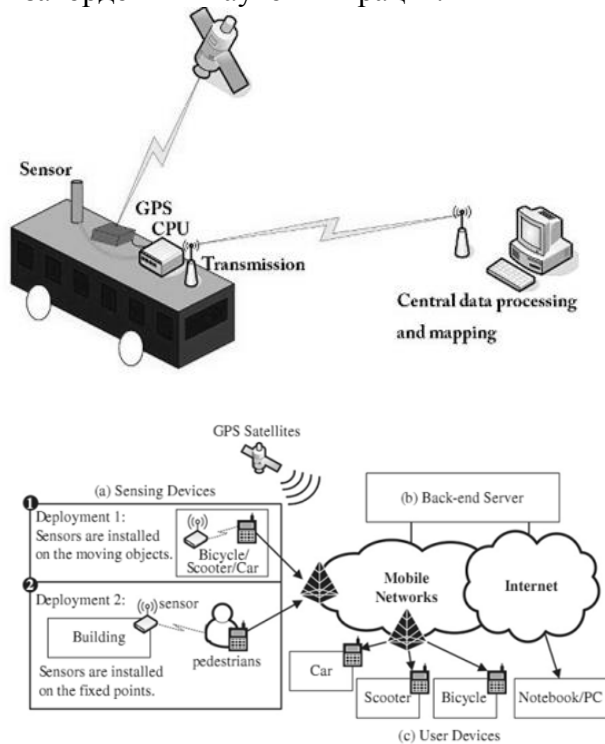 Sensor
GPS
CPU
Transmission
Central data processing
and mapping
GPS Satellites
(a) Sensing Devices
1
Deployment 1:
Sensors are installed
on the moving objects.
Bicycle/
Scooter/Car
2
Deployment 2:
sensor
Building
pedestrians
Sensors are installed
on the fixed points.
(b) Back-end Server
Mobile
Networks
Internet
Car
Scooter
Bicycle
Notebook/PC
(c) User Devices